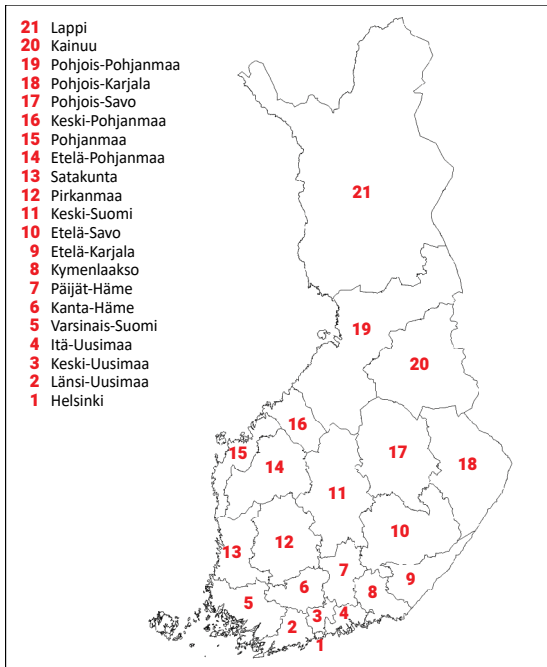 21 Lappi
20 Kainuu
19 Pohjois-Pohjanmaa
18 Pohjois-Karjala
17 Pohjois-Savo
16 Keski-Pohjanmaa
15 Pohjanmaa
14 Etelä-Pohjanmaa
13 Satakunta
12 Pirkanmaa
11 Keski-Suomi
10 Etelä-Savo
9 Etelä-Karjala
8 Kymenlaakso
7 Päijät-Häme
6 Kanta-Häme
5 Varsinais-Suomi
4 Itä-Uusimaa
3 Keski-Uusimaa
2 Länsi-Uusimaa
1 Helsinki
21
19
20
16
15
14
17
18
11
10
13
12
7
9
6
8
5
3
4
2
1